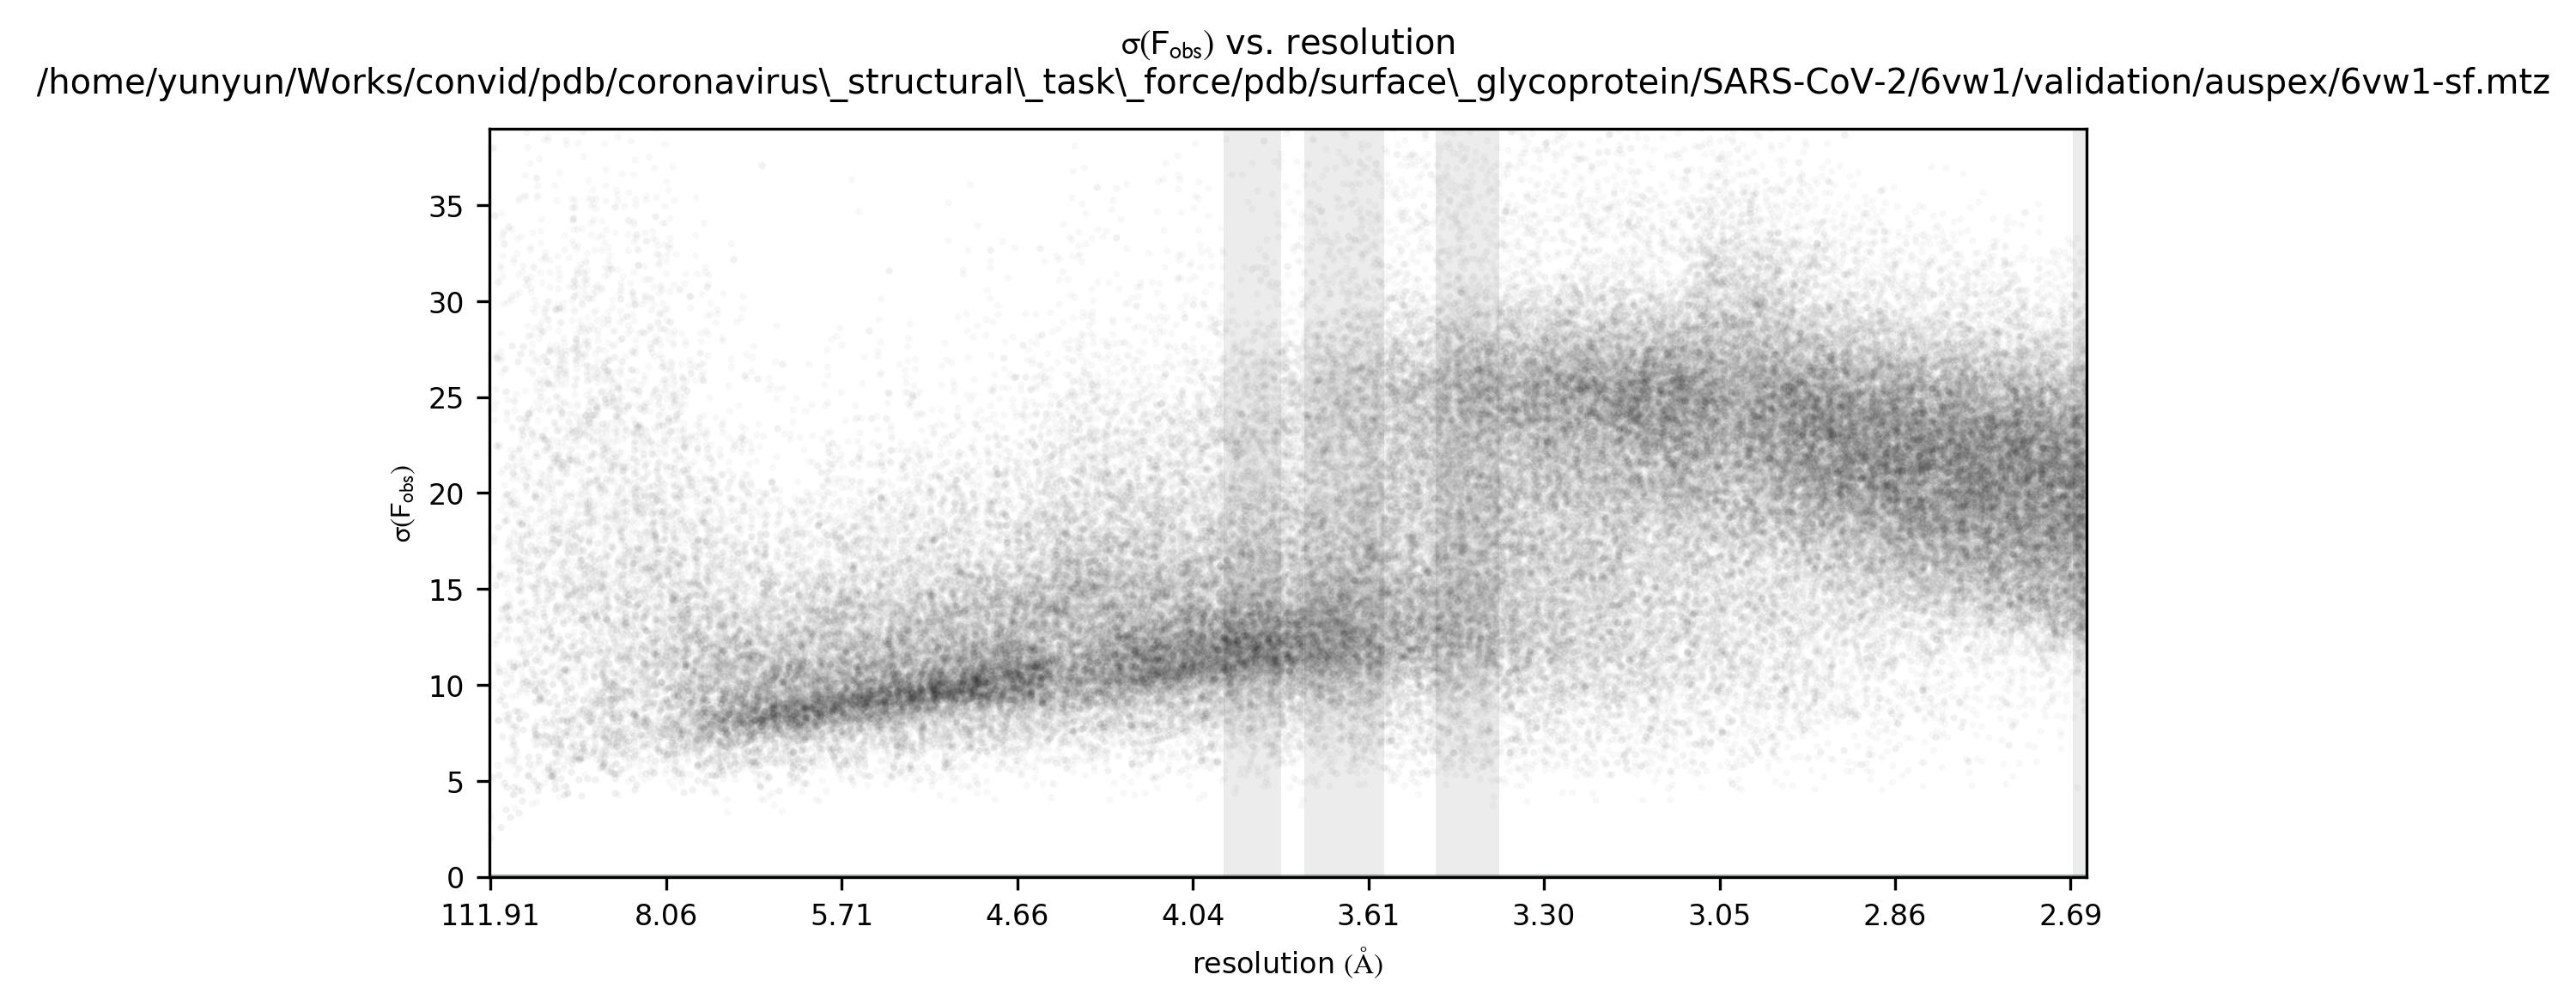 σ(Fobs) vs. resolution
/home/yunyun/Works/convid/pdb/coronavirus\_structural\_task\_force/pdb/surface\_glycoprotein/SARS-CoV-2/6vw1/validation/auspex/6vw1-sf.mtz
35
30
25
20
15
10
5
0
σ(Fobs)
111.91 8.06 5.71 4.66 4.04 3.61 3.30 3.05 2.86 2.69
resolution (Å)